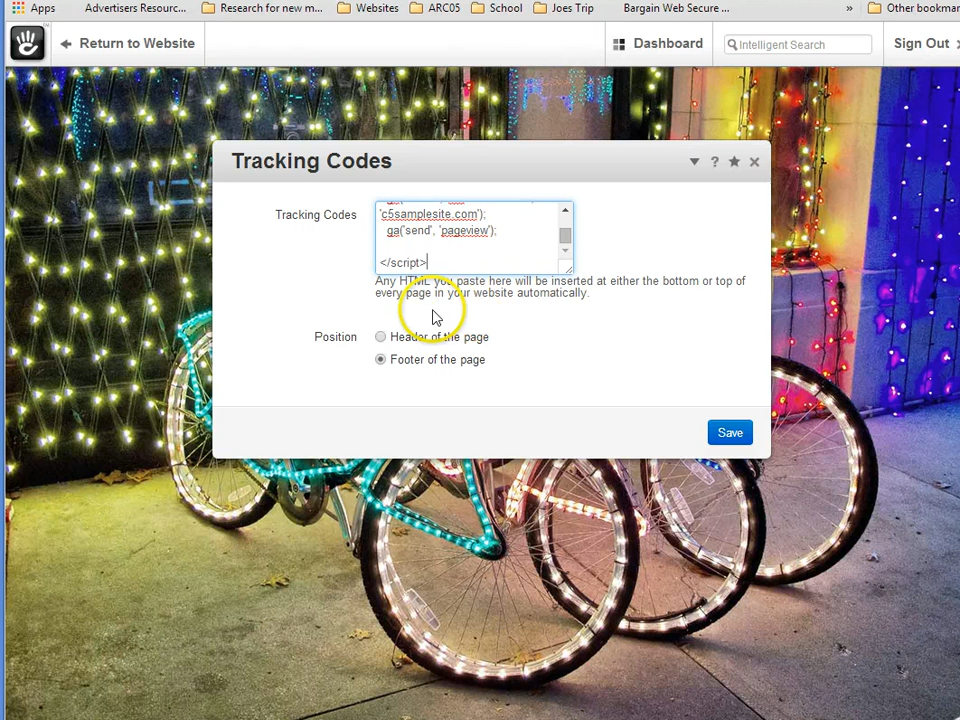 Apps Advertisers Resourc... Research for new m... Websites ARC05 School Joes Trip Bargain Web Secure ... » Other bookmar
Return to Website Dashboard Intelligent Search Sign Out
Tracking Codes ?
Tracking Codes
'c5samplesite.com');
ga('send', 'pageview');
</script>
Any HTML you paste here will be inserted at either the bottom or top of
every page in your website automatically.
Position Header of the page
Footer of the page
Save